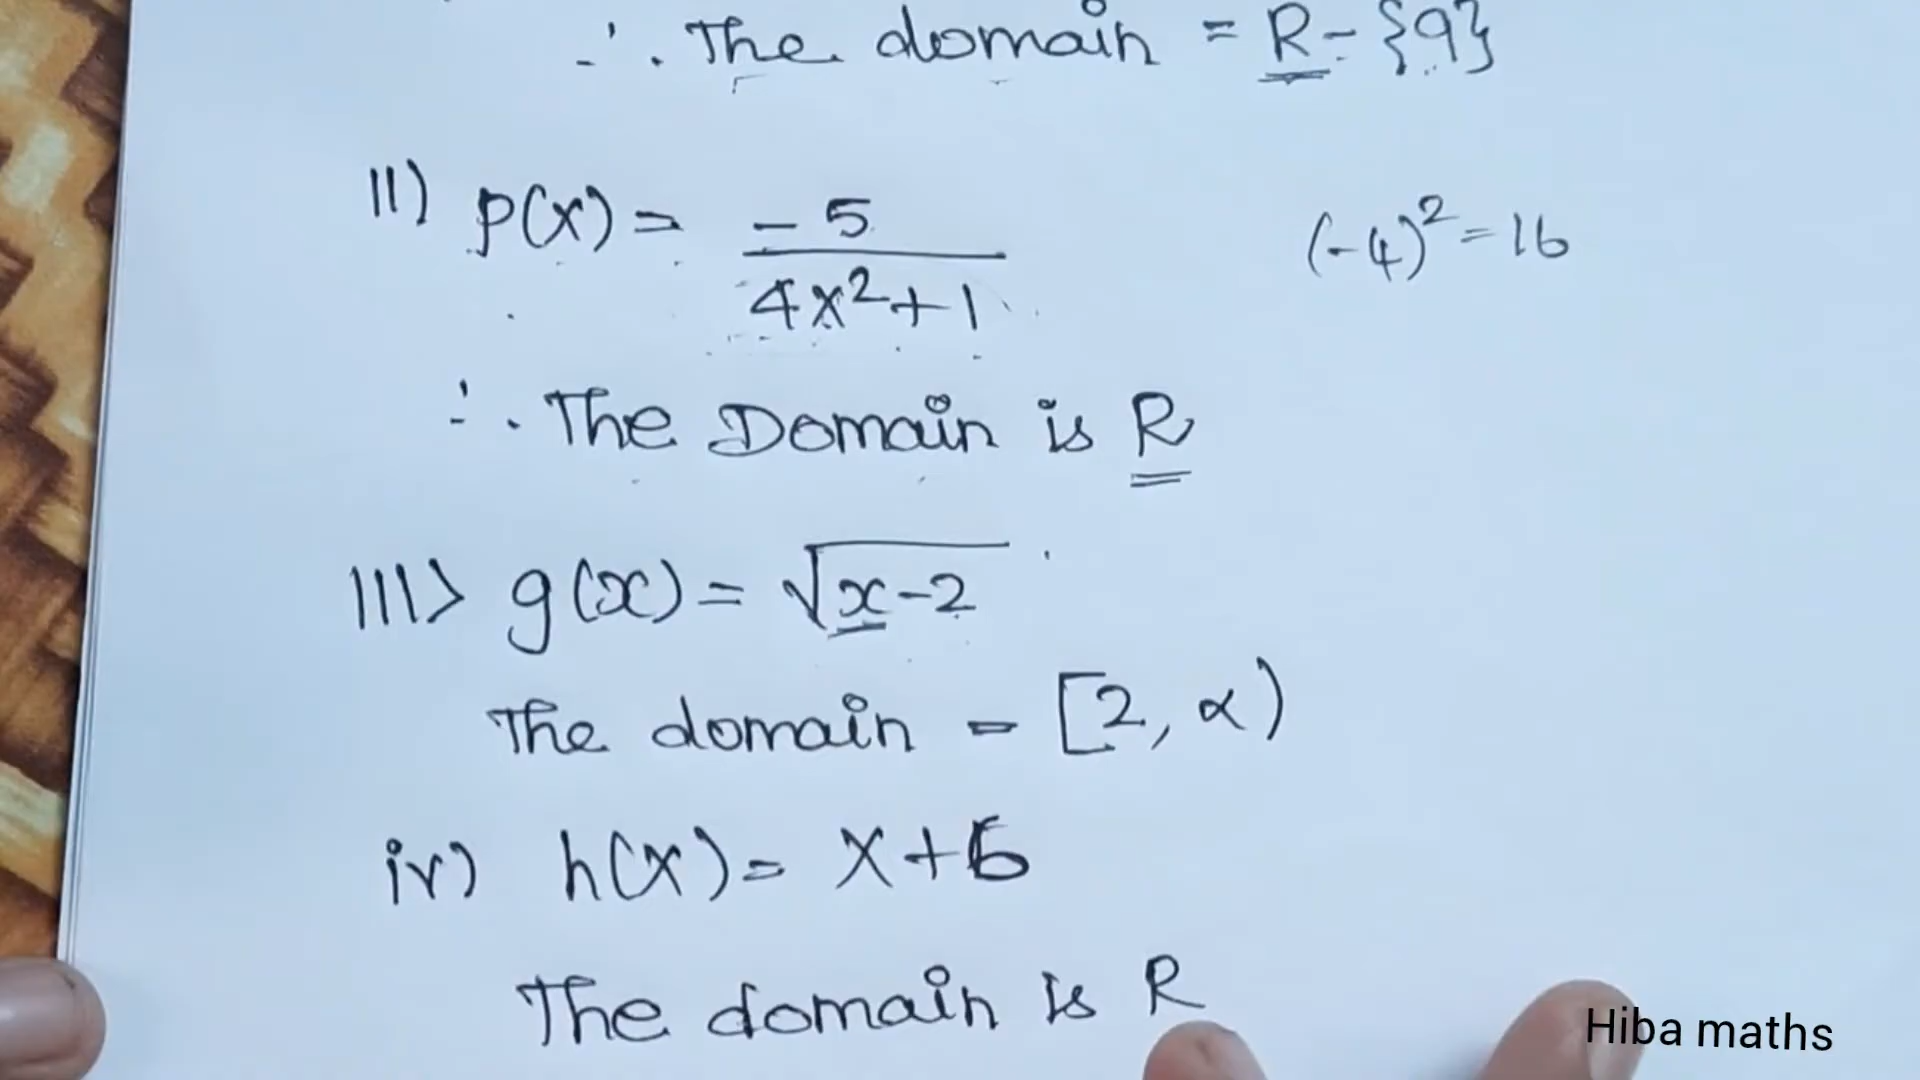 ∴ The domain = R - {9}
II) p(x) = -5 / 4x²+1
(-4)² = 16
∴ The Domain is R
III> g(x) = √x-2
The domain - [2, ∝)
iv) h(x) = x+6
The domain is R
Hiba maths